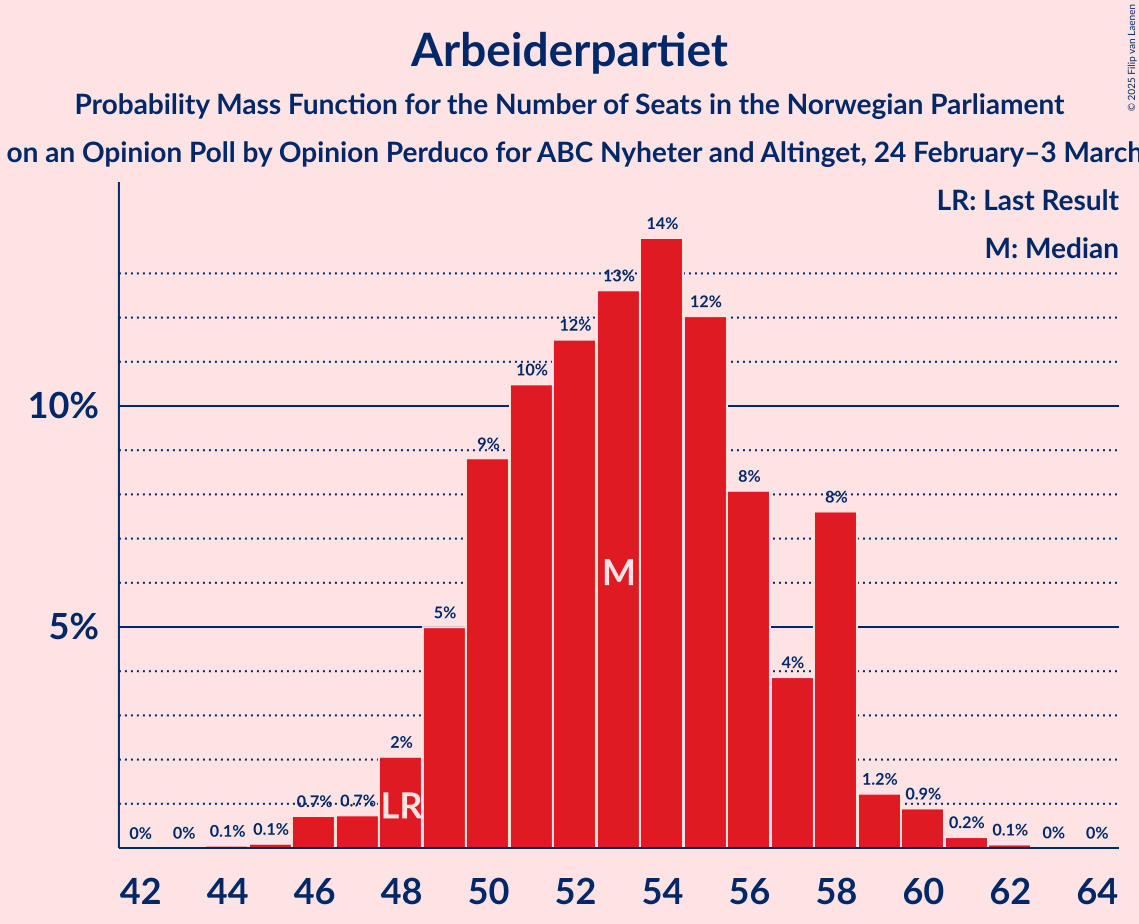 © 2025 Filip van Laenen
Arbeiderpartiet
Probability Mass Function for the Number of Seats in the Norwegian Parliament
on an Opinion Poll by Opinion Perduco for ABC Nyheter and Altinget, 24 February–3 March
LR: Last Result
M: Median
10%
5%
0% 0% 0.1% 0.1% 0.7% 0.7% 2% 5% 9% 10% 12% 13% 14% 12% 8% 4% 8% 1.2% 0.9% 0.2% 0.1% 0% 0%
M
LR
42 44 46 48 50 52 54 56 58 60 62 64